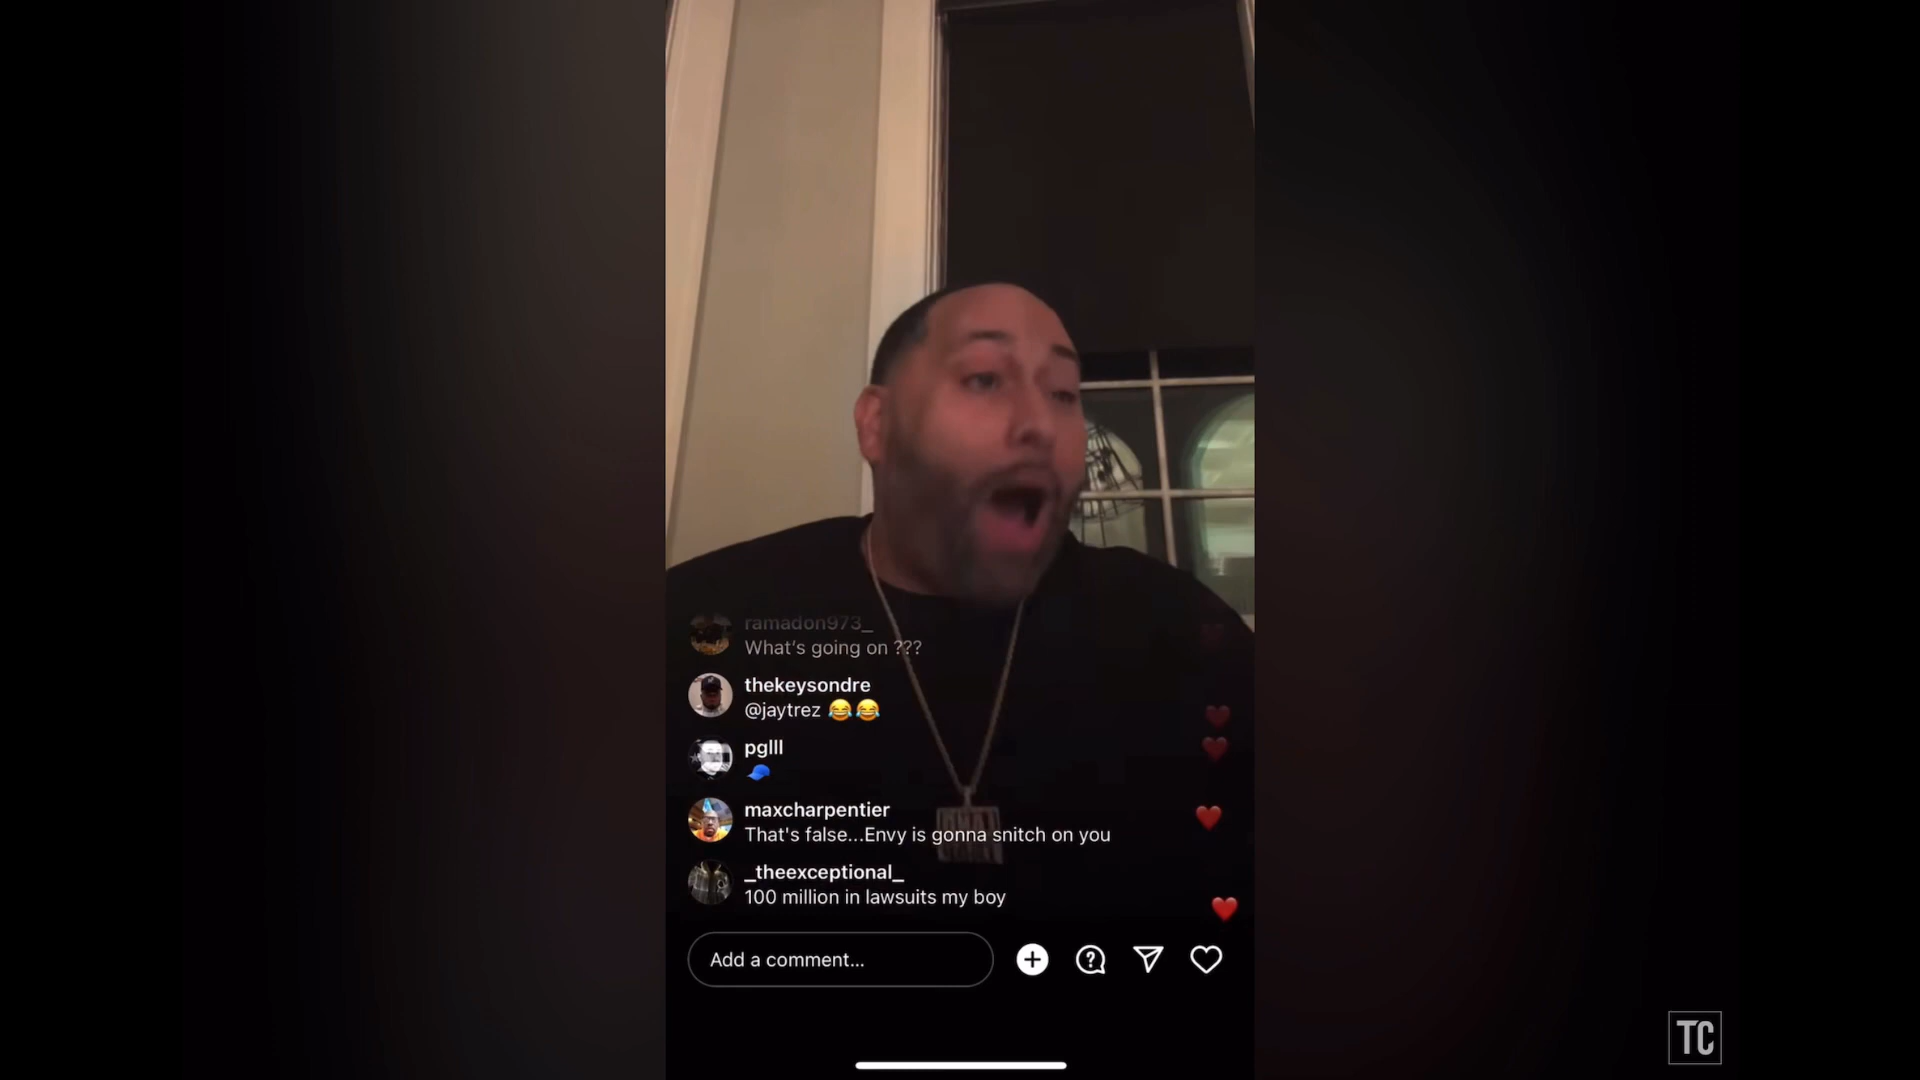 ramadon973_
What's going on ???
thekeysondre
@jaytrez 😂😂
pglll
🧢
maxcharpentier
That's false...Envy is gonna snitch on you
_theexceptional_
100 million in lawsuits my boy
Add a comment...
TC